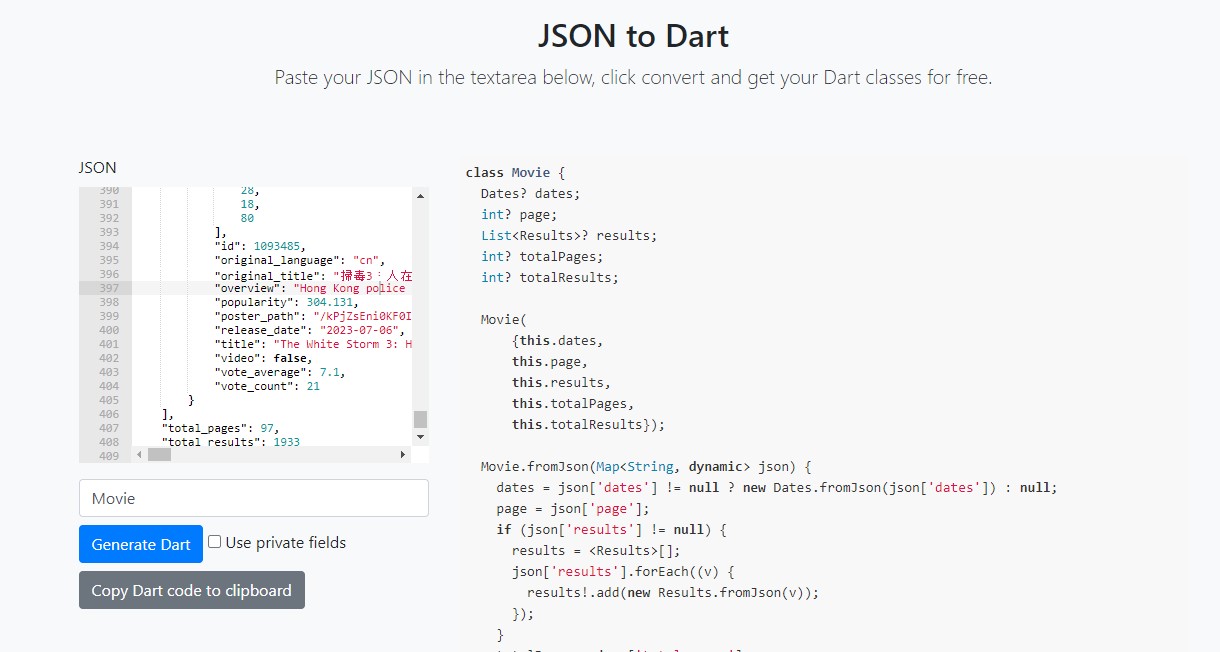 JSON to Dart
Paste your JSON in the textarea below, click convert and get your Dart classes for free.
JSON
390 28,
391 18,
392 80
393 ],
394 "id": 1093485,
395 "original_language": "cn",
396 "original_title": "掃毒3︰人在
397 "overview": "Hong Kong police
398 "popularity": 304.131,
399 "poster_path": "/kPjZsEni0KF0I
400 "release_date": "2023-07-06",
401 "title": "The White Storm 3: H
402 "video": false,
403 "vote_average": 7.1,
404 "vote_count": 21
405 }
406 ],
407 "total_pages": 97,
408 "total_results": 1933
409
Movie
Generate Dart
Use private fields
Copy Dart code to clipboard
class Movie {
Dates? dates;
int? page;
List<Results>? results;
int? totalPages;
int? totalResults;
Movie(
{this.dates,
this.page,
this.results,
this.totalPages,
this.totalResults});
Movie.fromJson(Map<String, dynamic> json) {
dates = json['dates'] != null ? new Dates.fromJson(json['dates']) : null;
page = json['page'];
if (json['results'] != null) {
results = <Results>[];
json['results'].forEach((v) {
results!.add(new Results.fromJson(v));
});
}